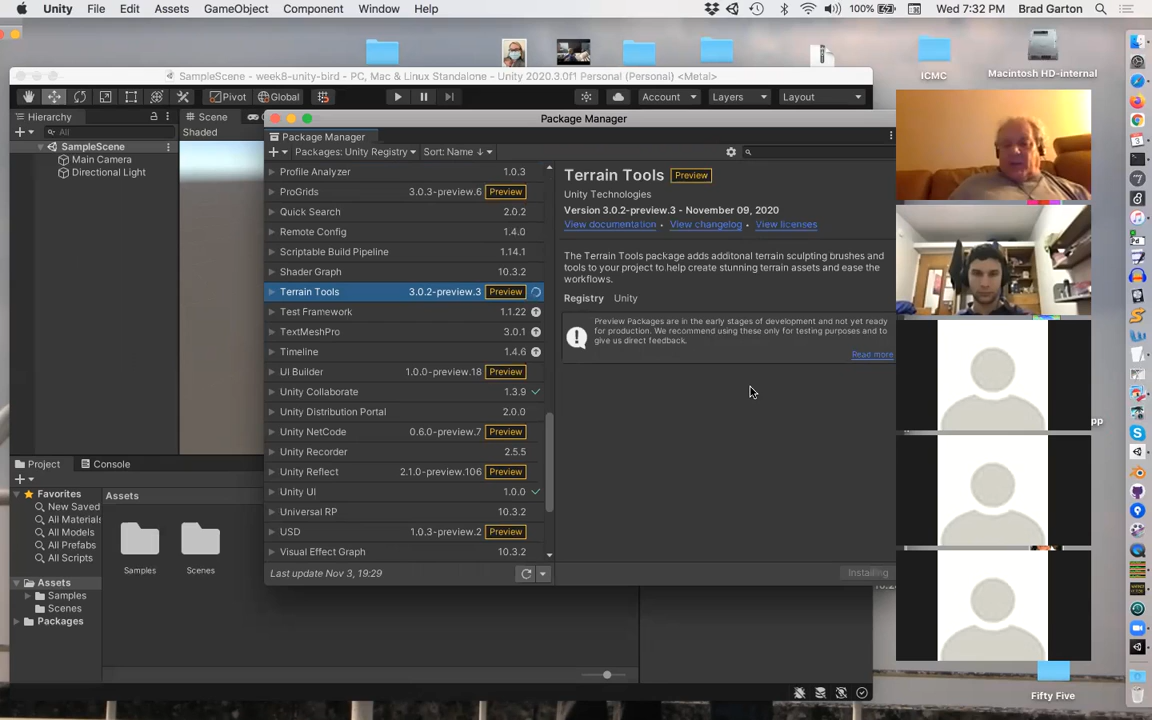 Unity File Edit Assets GameObject Component Window Help
100% Wed 7:32 PM Brad Garton
SampleScene - week8-unity-bird - PC, Mac & Linux Standalone - Unity 2020.3.0f1 Personal (Personal) <Metal>
ICMC
Macintosh HD-internal
Pivot Global Account Layers Layout
Hierarchy
All
SampleScene
Main Camera
Directional Light
Scene
Shaded
Package Manager
Package Manager
Packages: Unity Registry Sort: Name
Profile Analyzer 1.0.3
ProGrids 3.0.3-preview.6 Preview
Quick Search 2.0.2
Remote Config 1.4.0
Scriptable Build Pipeline 1.14.1
Shader Graph 10.3.2
Terrain Tools 3.0.2-preview.3 Preview
Test Framework 1.1.22
TextMeshPro 3.0.1
Timeline 1.4.6
UI Builder 1.0.0-preview.18 Preview
Unity Collaborate 1.3.9
Unity Distribution Portal 2.0.0
Unity NetCode 0.6.0-preview.7 Preview
Unity Recorder 2.5.5
Unity Reflect 2.1.0-preview.106 Preview
Unity UI 1.0.0
Universal RP 10.3.2
USD 1.0.3-preview.2 Preview
Visual Effect Graph 10.3.2
Last update Nov 3, 19:29
Terrain Tools Preview
Unity Technologies
Version 3.0.2-preview.3 - November 09, 2020
View documentation • View changelog • View licenses
The Terrain Tools package adds additonal terrain sculpting brushes and
tools to your project to help create stunning terrain assets and ease the
workflows.
Registry Unity
Preview Packages are in the early stages of development and not yet ready
for production. We recommend using these only for testing purposes and to
give us direct feedback.
Read more
Installing
Project Console
Favorites
New Saved
All Materials
All Models
All Prefabs
All Scripts
Assets
Samples
Scenes
Packages
Assets
Samples
Scenes
Fifty Five